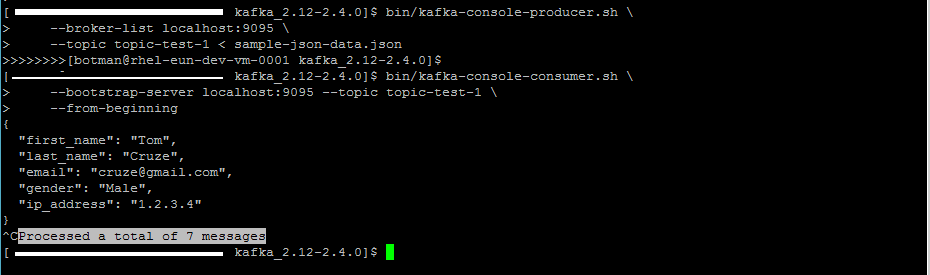 [ kafka_2.12-2.4.0]$ bin/kafka-console-producer.sh \
>     --broker-list localhost:9095 \
>     --topic topic-test-1 < sample-json-data.json
>>>>>>>>[botman@rhel-eun-dev-vm-0001 kafka_2.12-2.4.0]$
[ kafka_2.12-2.4.0]$ bin/kafka-console-consumer.sh \
>     --bootstrap-server localhost:9095 --topic topic-test-1 \
>     --from-beginning
{
  "first_name": "Tom",
  "last_name": "Cruze",
  "email": "cruze@gmail.com",
  "gender": "Male",
  "ip_address": "1.2.3.4"
}
^CProcessed a total of 7 messages
[ kafka_2.12-2.4.0]$